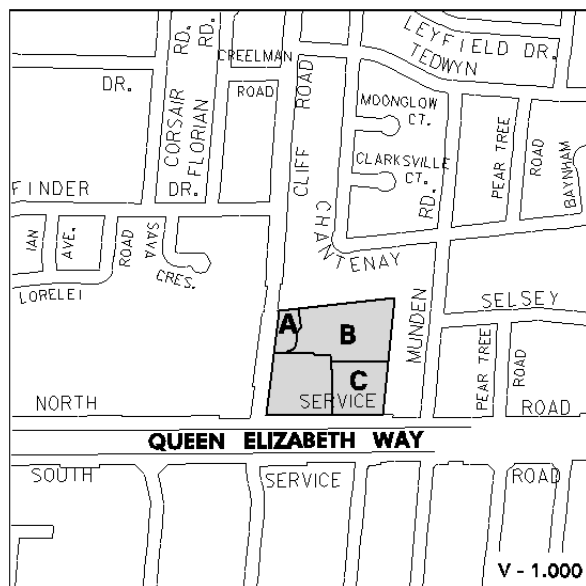 LEYFIELD DR.
TEDWYN
CREELMAN
ROAD
DR.
CORSAIR RD.
FLORIAN RD.
CLIFF ROAD
MOONGLOW
CT.
CLARKSVILLE
CT.
PEAR TREE
ROAD
BAYNHAM
FINDER
DR.
RD.
IAN
AVE.
ROAD
SAVA
CRES.
CHANTENAY
LORELEI
SELSEY
MUNDEN
A
B
C
PEAR TREE
ROAD
NORTH
SERVICE
ROAD
QUEEN ELIZABETH WAY
SOUTH
SERVICE
ROAD
V - 1.000